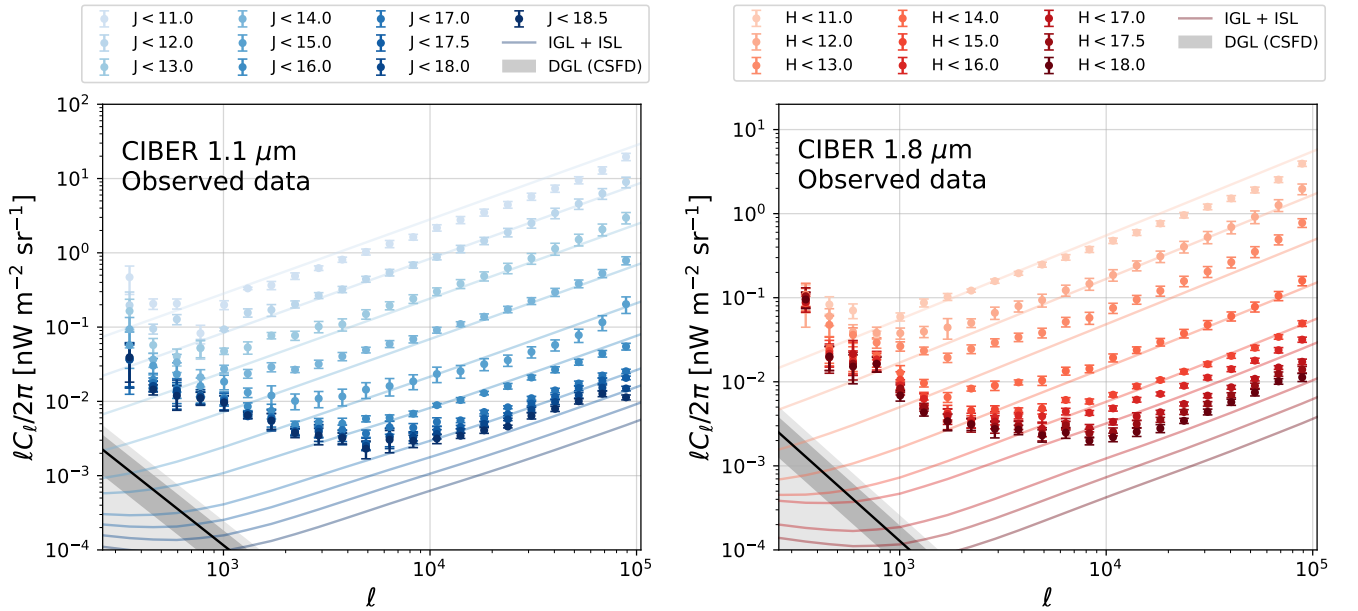 J < 11.0 J < 14.0 J < 17.0 J < 18.5
J < 12.0 J < 15.0 J < 17.5 IGL + ISL
J < 13.0 J < 16.0 J < 18.0 DGL (CSFD)
CIBER 1.1 μm
Observed data
ℓCℓ/2π [nW m⁻² sr⁻¹]
10²
10¹
10⁰
10⁻¹
10⁻²
10⁻³
10⁻⁴
10³ 10⁴ 10⁵
ℓ
H < 11.0 H < 14.0 H < 17.0 IGL + ISL
H < 12.0 H < 15.0 H < 17.5 DGL (CSFD)
H < 13.0 H < 16.0 H < 18.0
CIBER 1.8 μm
Observed data
ℓCℓ/2π [nW m⁻² sr⁻¹]
10¹
10⁰
10⁻¹
10⁻²
10⁻³
10⁻⁴
10³ 10⁴ 10⁵
ℓ